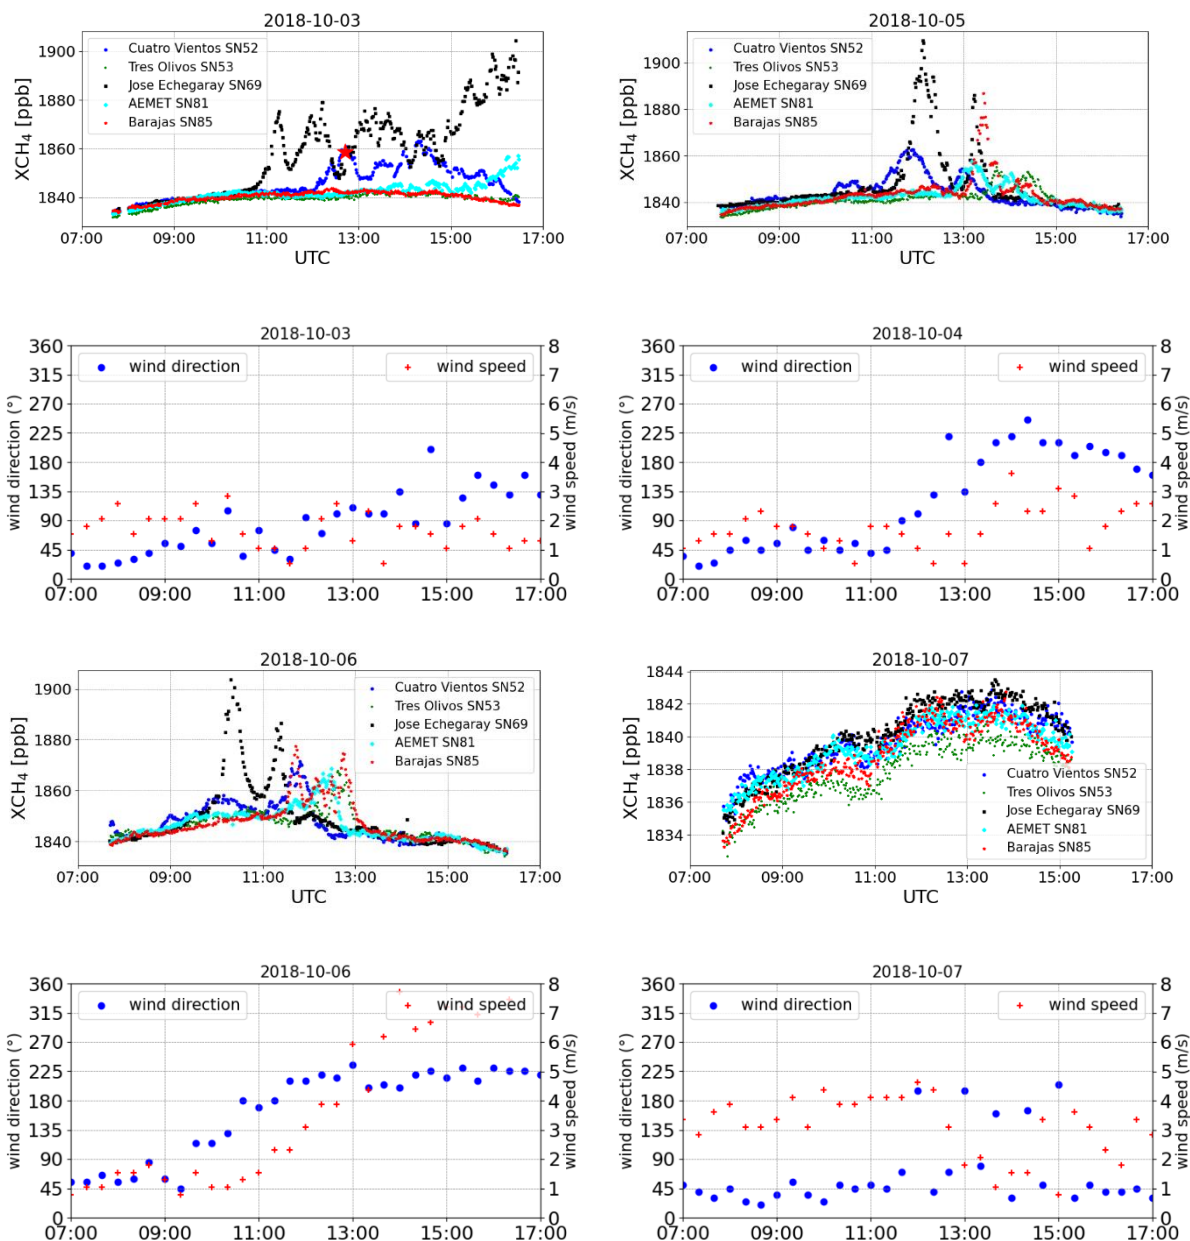 2018-10-03
XCH4 [ppb]
1900
1880
1860
1840
Cuatro Vientos SN52
Tres Olivos SN53
Jose Echegaray SN69
AEMET SN81
Barajas SN85
07:00 09:00 11:00 13:00 15:00 17:00
UTC
2018-10-05
XCH4 [ppb]
1900
1880
1860
1840
Cuatro Vientos SN52
Tres Olivos SN53
Jose Echegaray SN69
AEMET SN81
Barajas SN85
07:00 09:00 11:00 13:00 15:00 17:00
UTC
2018-10-03
wind direction (°)
360
315
270
225
180
135
90
45
0
wind direction
wind speed
8
7
6
5
4
3
2
1
0
wind speed (m/s)
07:00 09:00 11:00 13:00 15:00 17:00
2018-10-04
wind direction (°)
360
315
270
225
180
135
90
45
0
wind direction
wind speed
8
7
6
5
4
3
2
1
0
wind speed (m/s)
07:00 09:00 11:00 13:00 15:00 17:00
2018-10-06
XCH4 [ppb]
1900
1880
1860
1840
Cuatro Vientos SN52
Tres Olivos SN53
Jose Echegaray SN69
AEMET SN81
Barajas SN85
07:00 09:00 11:00 13:00 15:00 17:00
UTC
2018-10-07
XCH4 [ppb]
1844
1842
1840
1838
1836
1834
Cuatro Vientos SN52
Tres Olivos SN53
Jose Echegaray SN69
AEMET SN81
Barajas SN85
07:00 09:00 11:00 13:00 15:00 17:00
UTC
2018-10-06
wind direction (°)
360
315
270
225
180
135
90
45
0
wind direction
wind speed
8
7
6
5
4
3
2
1
0
wind speed (m/s)
07:00 09:00 11:00 13:00 15:00 17:00
2018-10-07
wind direction (°)
360
315
270
225
180
135
90
45
0
wind direction
wind speed
8
7
6
5
4
3
2
1
0
wind speed (m/s)
07:00 09:00 11:00 13:00 15:00 17:00